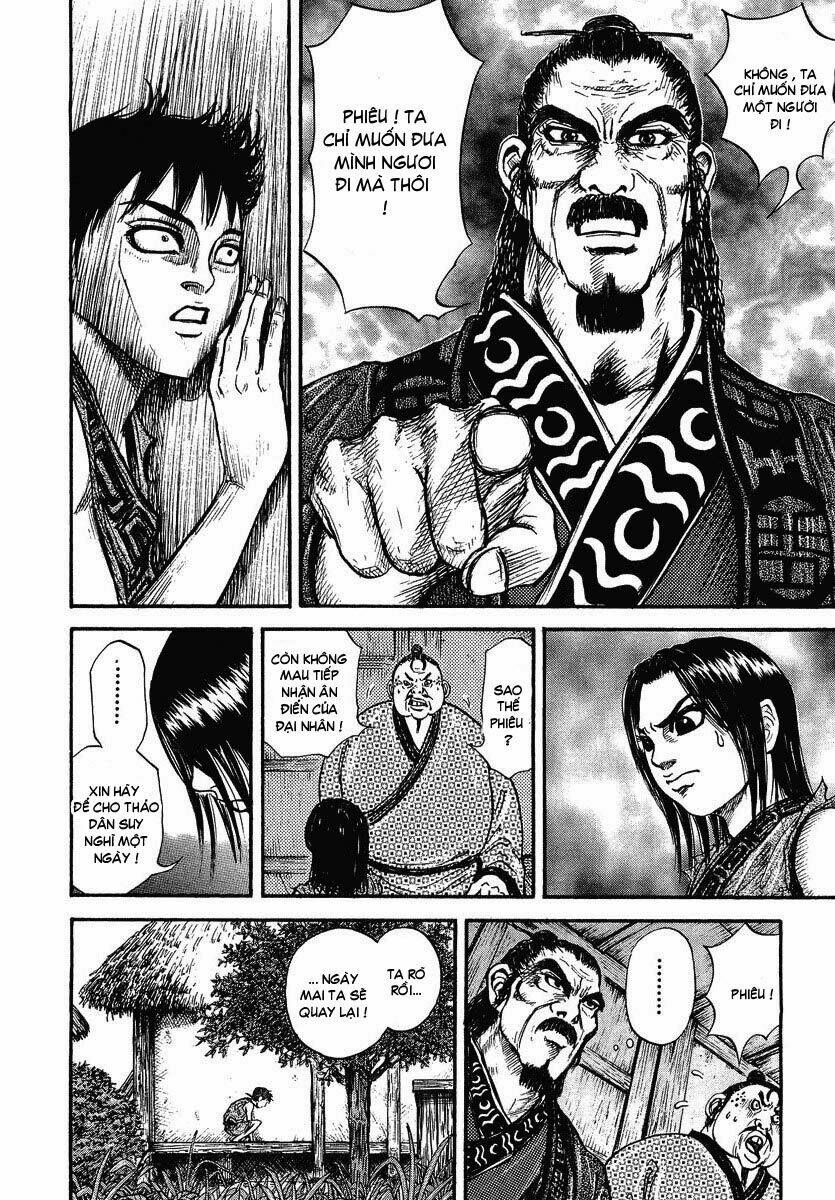 KHÔNG, TA
CHỈ MUỐN ĐƯA
MỘT NGƯỜI
ĐI !
PHIÊU ! TA
CHỈ MUỐN ĐƯA
MÌNH NGƯƠI
ĐI MÀ THÔI
!
SAO
THẾ
PHIÊU
?
CÒN KHÔNG
MAU TIẾP
NHẬN ÂN
ĐIỂN CỦA
ĐẠI NHÂN !
........
XIN HÃY
ĐỂ CHO THẢO
DÂN SUY
NGHĨ MỘT
NGÀY !
PHIÊU !
........
TA RÕ
RỒI...
... NGÀY
MAI TA SẼ
QUAY LẠI !